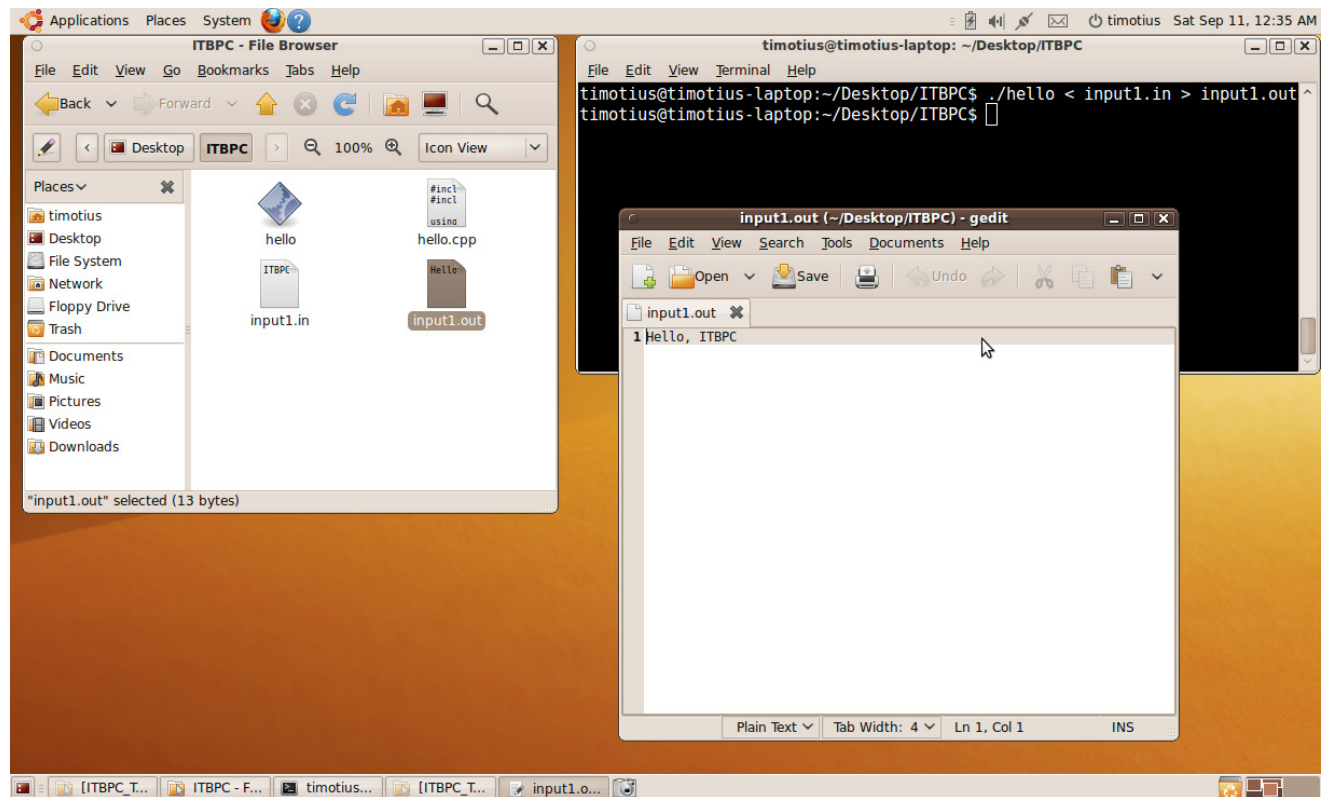 Applications Places System
timotius Sat Sep 11, 12:35 AM
ITBPC - File Browser
File Edit View Go Bookmarks Tabs Help
Back Forward
Desktop ITBPC 100% Icon View
Places
timotius
Desktop
File System
Network
Floppy Drive
Trash
Documents
Music
Pictures
Videos
Downloads
hello
#incl
#incl
using
hello.cpp
ITBPC
input1.in
Hello
input1.out
"input1.out" selected (13 bytes)
timotius@timotius-laptop: ~/Desktop/ITBPC
File Edit View Terminal Help
timotius@timotius-laptop:~/Desktop/ITBPC$ ./hello < input1.in > input1.out
timotius@timotius-laptop:~/Desktop/ITBPC$
input1.out (~/Desktop/ITBPC) - gedit
File Edit View Search Tools Documents Help
Open Save Undo
input1.out
1 Hello, ITBPC
Plain Text Tab Width: 4 Ln 1, Col 1 INS
[ITBPC_T... ITBPC - F... timotius... [ITBPC_T... input1.o...